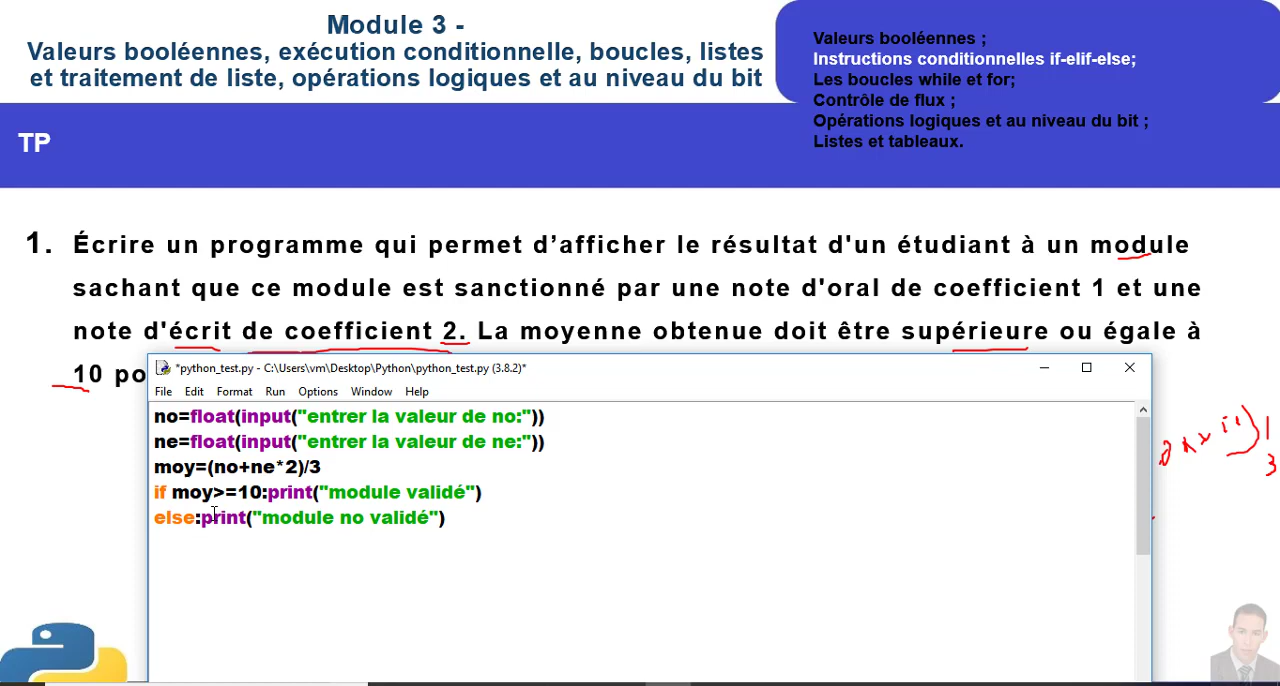 Module 3 -
Valeurs booléennes, exécution conditionnelle, boucles, listes
et traitement de liste, opérations logiques et au niveau du bit
Valeurs booléennes ;
Instructions conditionnelles if-elif-else;
Les boucles while et for;
Contrôle de flux ;
Opérations logiques et au niveau du bit ;
Listes et tableaux.
TP
1. Écrire un programme qui permet d’afficher le résultat d'un étudiant à un module
sachant que ce module est sanctionné par une note d'oral de coefficient 1 et une
note d'écrit de coefficient 2. La moyenne obtenue doit être supérieure ou égale à
10 po
*python_test.py - C:\Users\vm\Desktop\Python\python_test.py (3.8.2)*
File Edit Format Run Options Window Help
no=float(input("entrer la valeur de no:"))
ne=float(input("entrer la valeur de ne:"))
moy=(no+ne*2)/3
if moy>=10:print("module validé")
else:print("module no validé")